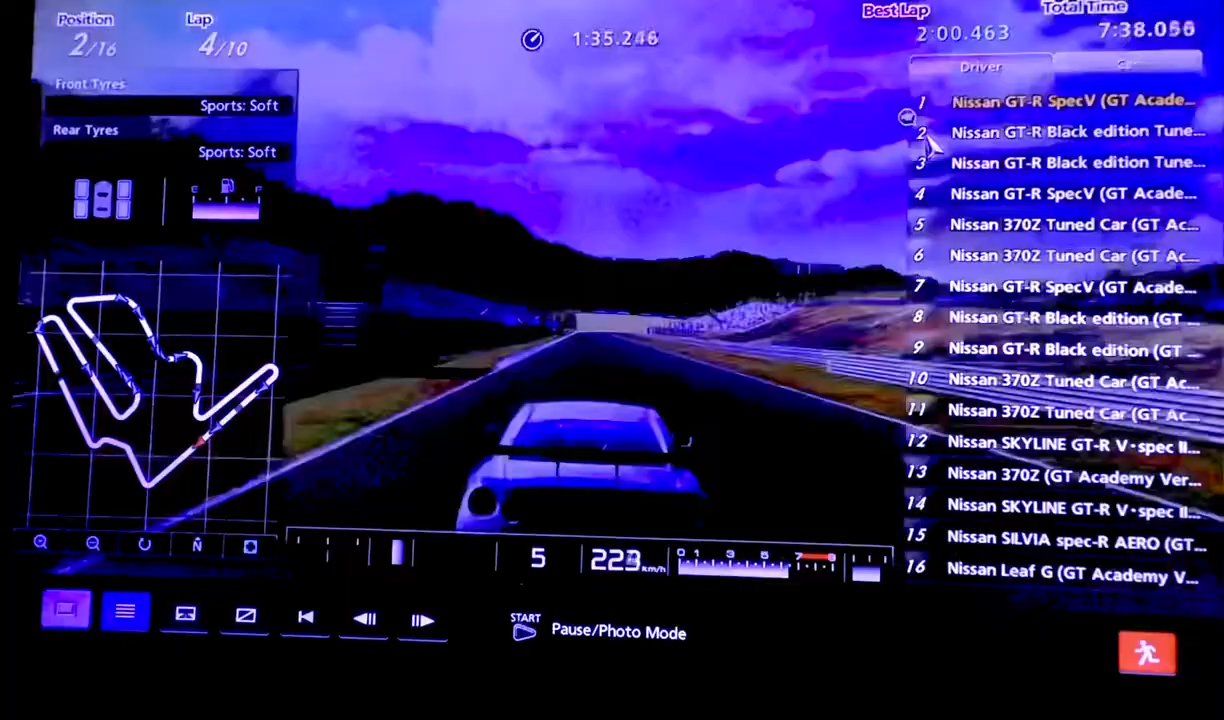 Position
2/16
Lap
4/10
1:35.246
Best Lap
2:00.463
Total Time
7:38.056
Front Tyres
Sports: Soft
Rear Tyres
Sports: Soft
E F
Driver
1 Nissan GT-R SpecV (GT Acade...
2 Nissan GT-R Black edition Tune...
3 Nissan GT-R Black edition Tune...
4 Nissan GT-R SpecV (GT Acade...
5 Nissan 370Z Tuned Car (GT Ac...
6 Nissan 370Z Tuned Car (GT Ac...
7 Nissan GT-R SpecV (GT Acade...
8 Nissan GT-R Black edition (GT ...
9 Nissan GT-R Black edition (GT ...
10 Nissan 370Z Tuned Car (GT Ac...
11 Nissan 370Z Tuned Car (GT Ac...
12 Nissan SKYLINE GT-R V·spec II...
13 Nissan 370Z (GT Academy Ver...
14 Nissan SKYLINE GT-R V·spec II...
15 Nissan SILVIA spec-R AERO (GT...
16 Nissan Leaf G (GT Academy V...
N
5
223 km/h
0 1 3 5 7 8
START
Pause/Photo Mode